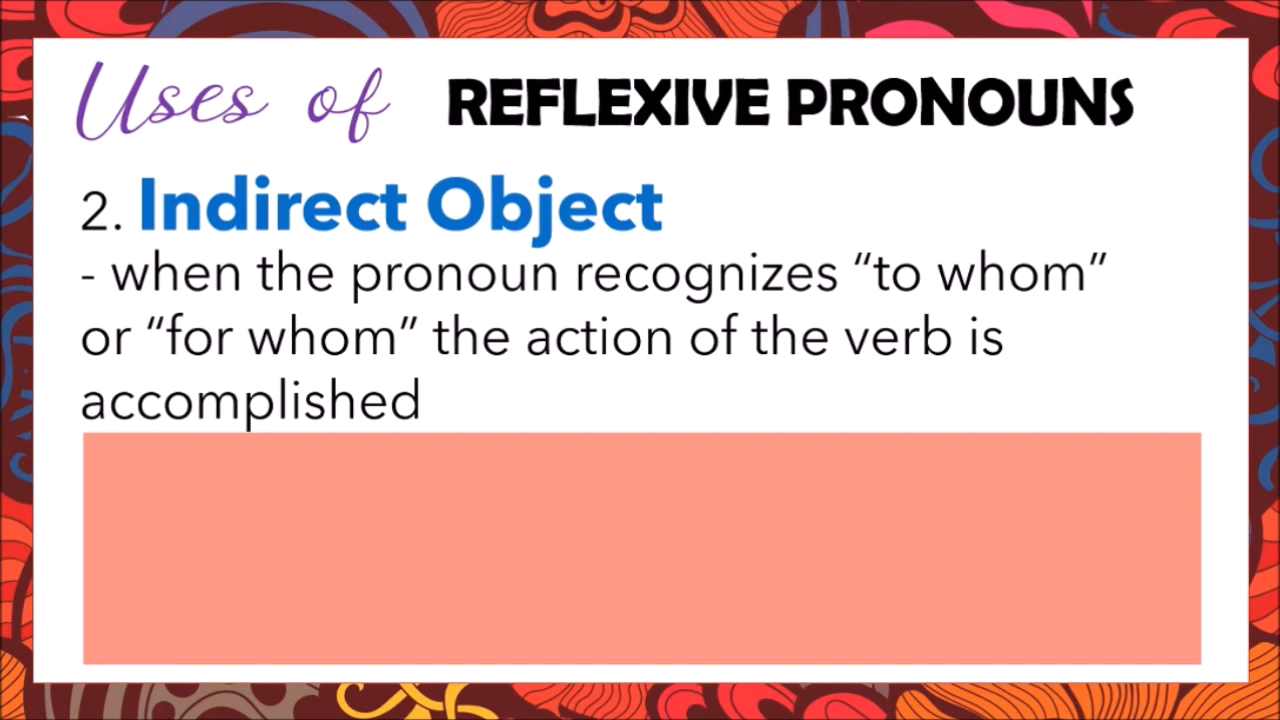 Uses of REFLEXIVE PRONOUNS
2. Indirect Object
- when the pronoun recognizes “to whom”
or “for whom” the action of the verb is
accomplished